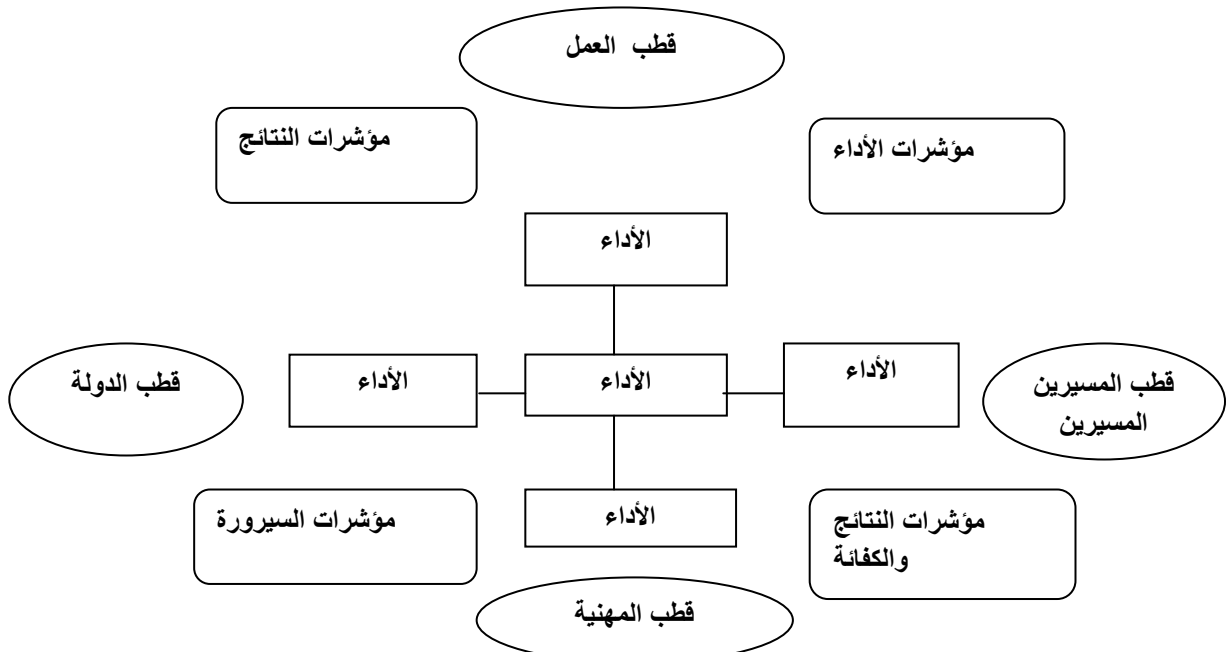 قطب العمل
مؤشرات الأداء
مؤشرات النتائج
الأداء
قطب المسيرين
المسيرين
الأداء
الأداء
الأداء
قطب الدولة
مؤشرات النتائج
والكفائة
الأداء
مؤشرات السيرورة
قطب المهنية